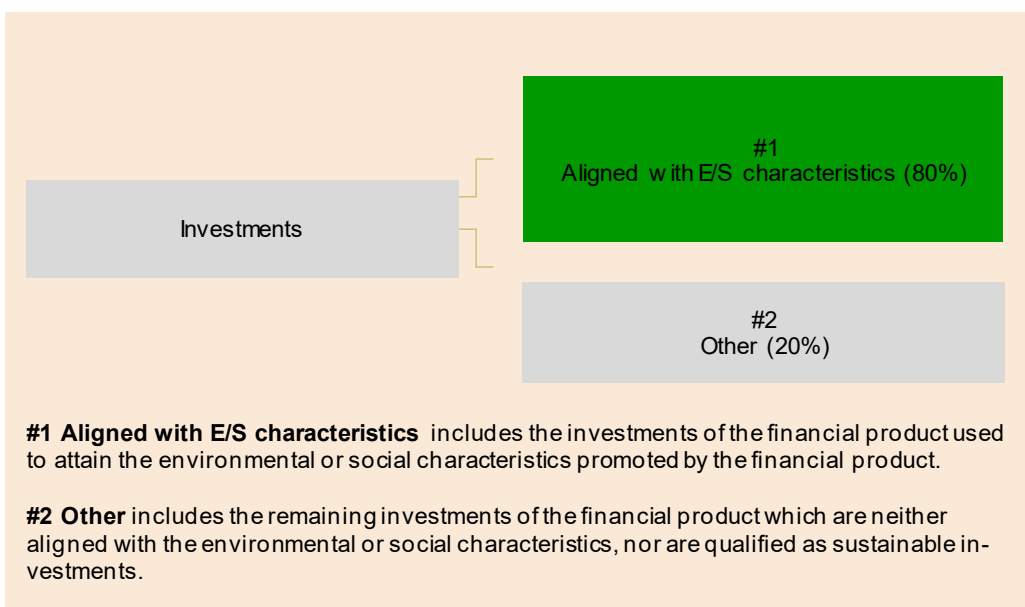 #1
Aligned with E/S characteristics (80%)
Investments
#2
Other (20%)
#1 Aligned with E/S characteristics includes the investments of the financial product used
to attain the environmental or social characteristics promoted by the financial product.
#2 Other includes the remaining investments of the financial product which are neither
aligned with the environmental or social characteristics, nor are qualified as sustainable in-
vestments.